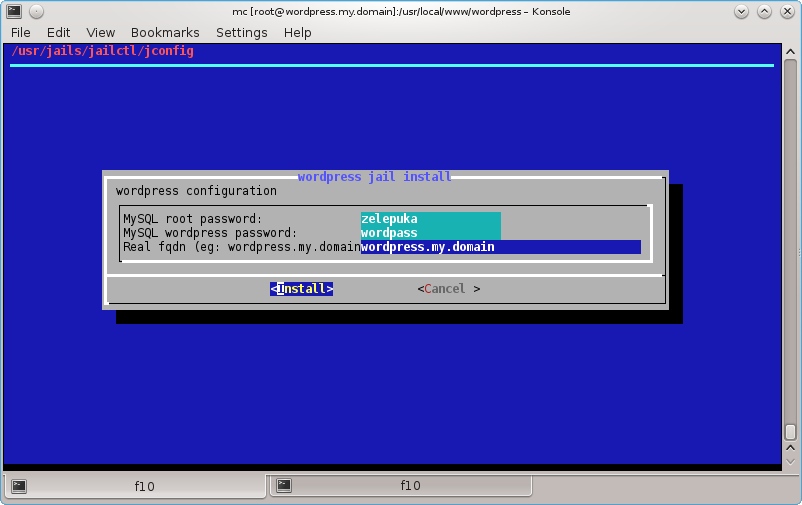 mc [root@wordpress.my.domain]:/usr/local/www/wordpress – Konsole
File Edit View Bookmarks Settings Help
/usr/jails/jailctl/jconfig
wordpress jail install
wordpress configuration
MySQL root password: zelepuka
MySQL wordpress password: wordpass
Real fqdn (eg: wordpress.my.domain wordpress.my.domain
<Install> <Cancel >
f10 f10